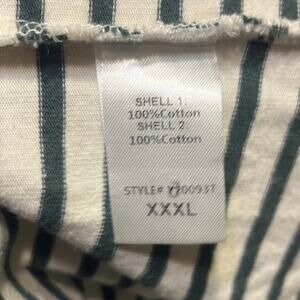 SHELL 1:
100%Cotton
SHELL 2:
100%Cotton
STYLE#
XXXL